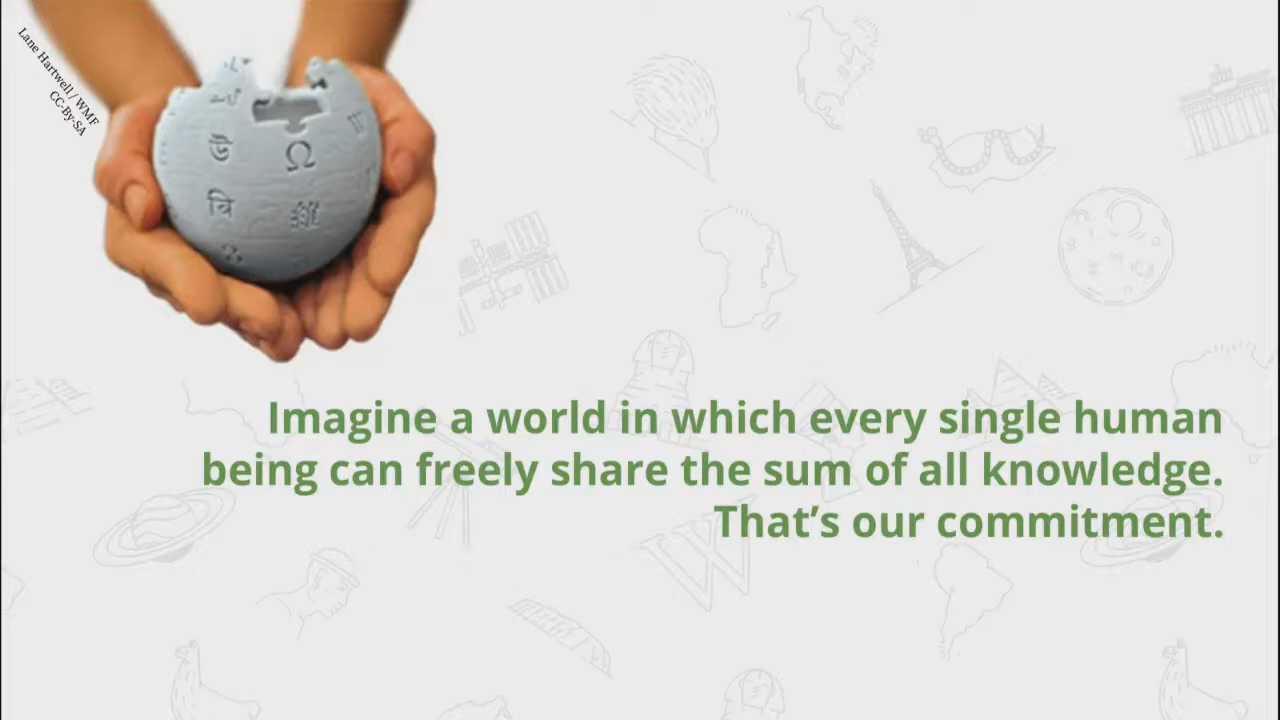 Lane Hartwell / WMF
CC-By-SA
Ω
Imagine a world in which every single human
being can freely share the sum of all knowledge.
That’s our commitment.
W